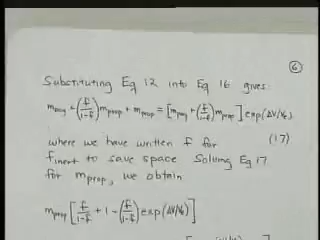 6
Substituting Eq 12 into Eq 16 gives:
m_pay + (f/1-f) m_prop + m_prop = [m_pay + (f/1-f) m_prop] exp(ΔV/V_e)
(17)
where we have written f for
f_inert to save space Solving Eq 17
for m_prop, we obtain
m_prop [f/1-f + 1 - (f/1-f) exp(ΔV/V_e)]